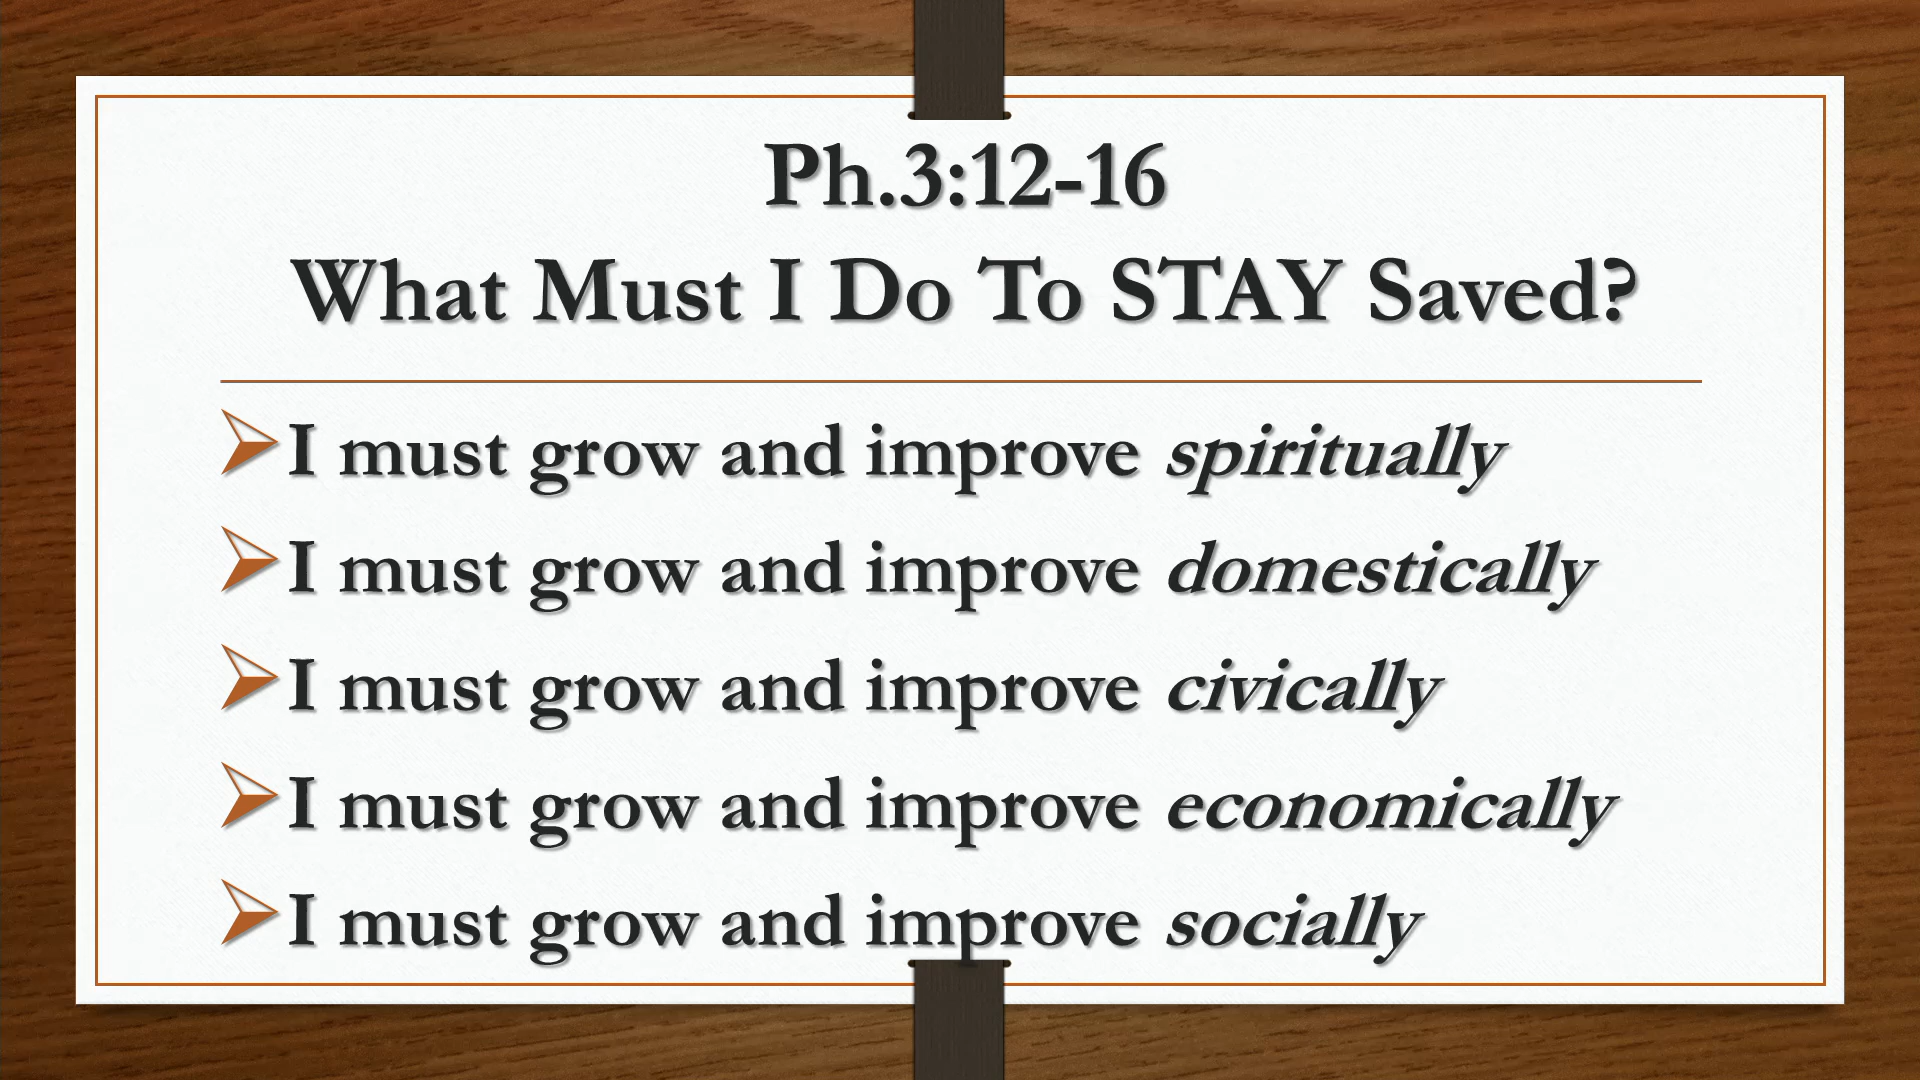 Ph.3:12-16
What Must I Do To STAY Saved?
I must grow and improve spiritually
I must grow and improve domestically
I must grow and improve civically
I must grow and improve economically
I must grow and improve socially